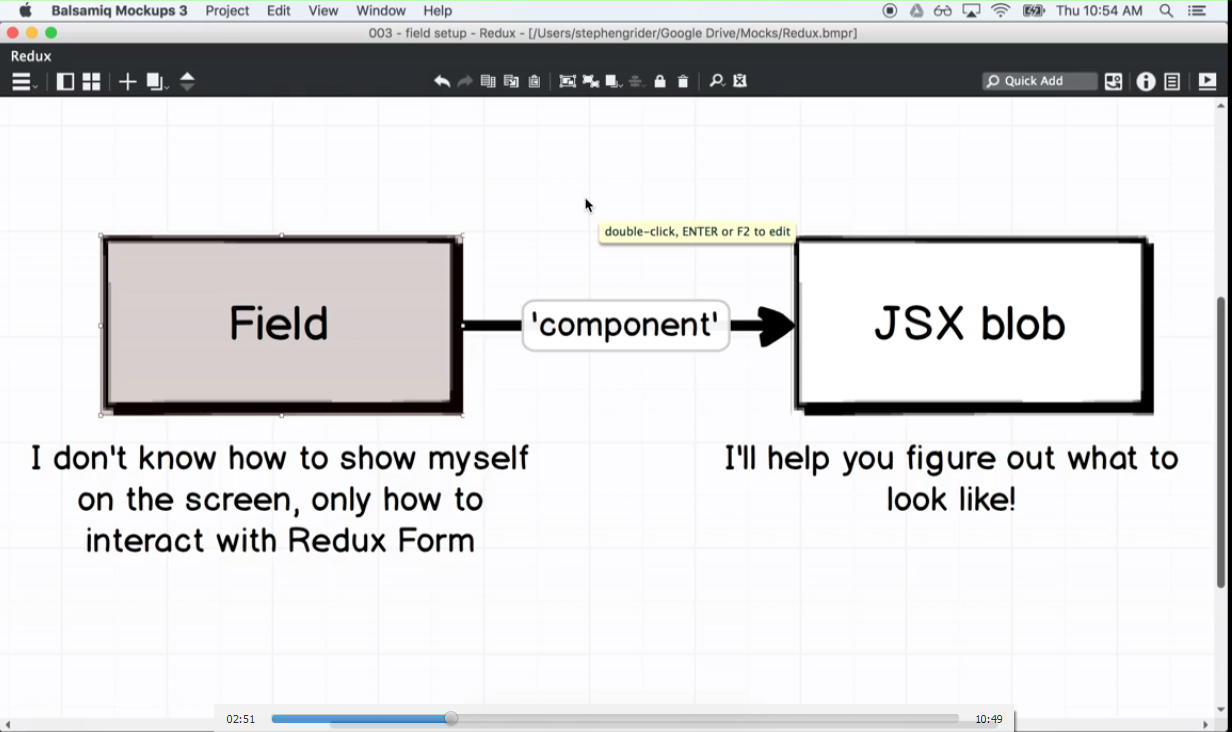 Balsamiq Mockups 3 Project Edit View Window Help Thu 10:54 AM
003 - field setup - Redux - [/Users/stephengrider/Google Drive/Mocks/Redux.bmpr]
Redux
Quick Add
double-click, ENTER or F2 to edit
Field
'component'
JSX blob
I don't know how to show myself
on the screen, only how to
interact with Redux Form
I'll help you figure out what to
look like!
02:51
10:49